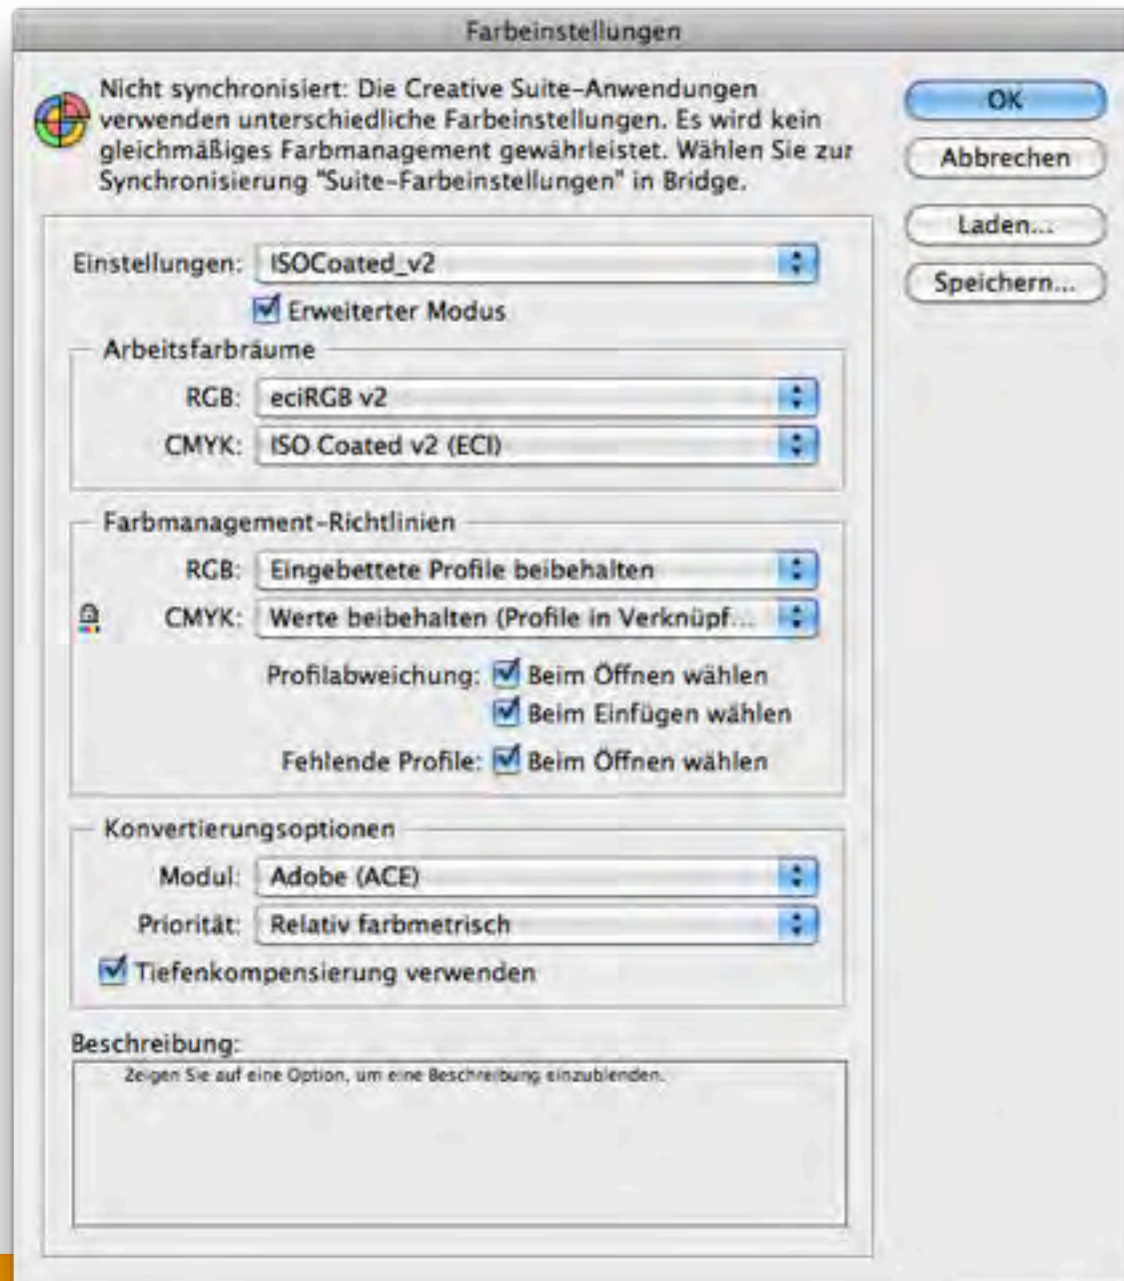 Farbeinstellungen
Nicht synchronisiert: Die Creative Suite-Anwendungen
verwenden unterschiedliche Farbeinstellungen. Es wird kein
gleichmäßiges Farbmanagement gewährleistet. Wählen Sie zur
Synchronisierung "Suite-Farbeinstellungen" in Bridge.
OK
Abbrechen
Laden...
Speichern...
Einstellungen: ISOCoated_v2
Erweiterter Modus
Arbeitsfarbräume
RGB: eciRGB v2
CMYK: ISO Coated v2 (ECI)
Farbmanagement-Richtlinien
RGB: Eingebettete Profile beibehalten
CMYK: Werte beibehalten (Profile in Verknüpf...
Profilabweichung: Beim Öffnen wählen
Beim Einfügen wählen
Fehlende Profile: Beim Öffnen wählen
Konvertierungsoptionen
Modul: Adobe (ACE)
Priorität: Relativ farbmetrisch
Tiefenkompensierung verwenden
Beschreibung:
Zeigen Sie auf eine Option, um eine Beschreibung einzublenden.